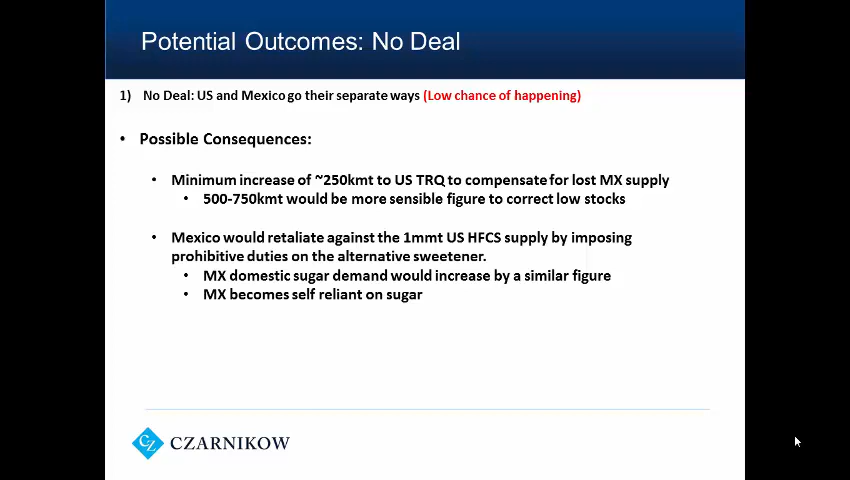 Potential Outcomes: No Deal
1) No Deal: US and Mexico go their separate ways (Low chance of happening)
• Possible Consequences:
• Minimum increase of ~250kmt to US TRQ to compensate for lost MX supply
• 500-750kmt would be more sensible figure to correct low stocks
• Mexico would retaliate against the 1mmt US HFCS supply by imposing
prohibitive duties on the alternative sweetener.
• MX domestic sugar demand would increase by a similar figure
• MX becomes self reliant on sugar
CZ CZARNIKOW